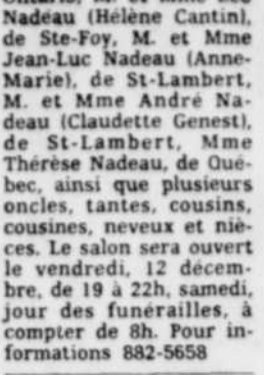 Nadeau (Hélène Cantin),
de Ste-Foy, M. et Mme
Jean-Luc Nadeau (Anne-
Marie), de St-Lambert,
M. et Mme André Na-
deau (Claudette Genest),
de St-Lambert, Mme
Thérèse Nadeau, de Qué-
bec, ainsi que plusieurs
oncles, tantes, cousins,
cousines, neveux et niè-
ces. Le salon sera ouvert
le vendredi, 12 décem-
bre, de 19 à 22h, samedi,
jour des funérailles, à
compter de 8h. Pour in-
formations 882-5658